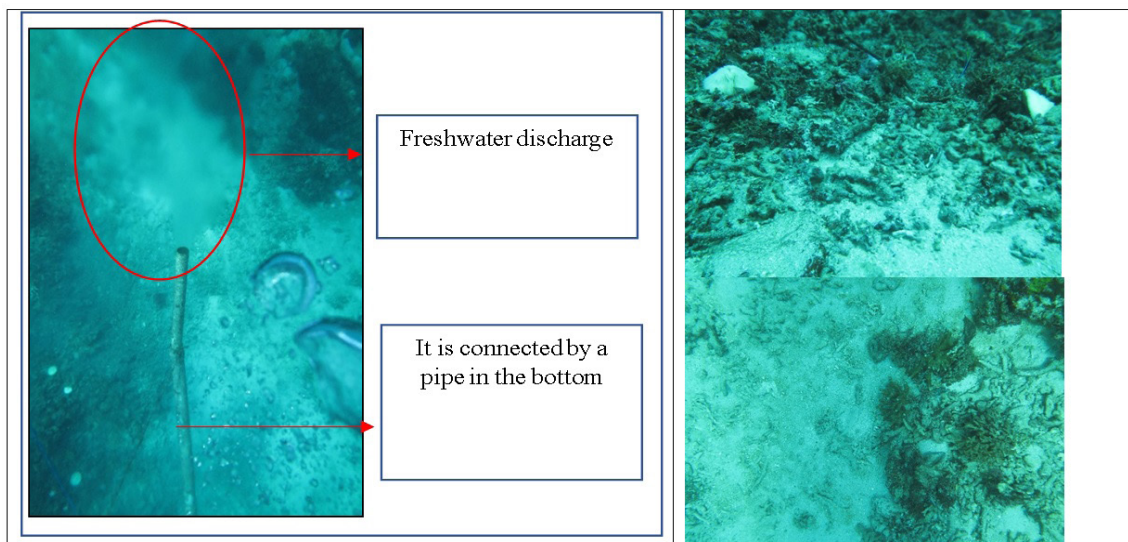 Freshwater discharge
It is connected by a
pipe in the bottom